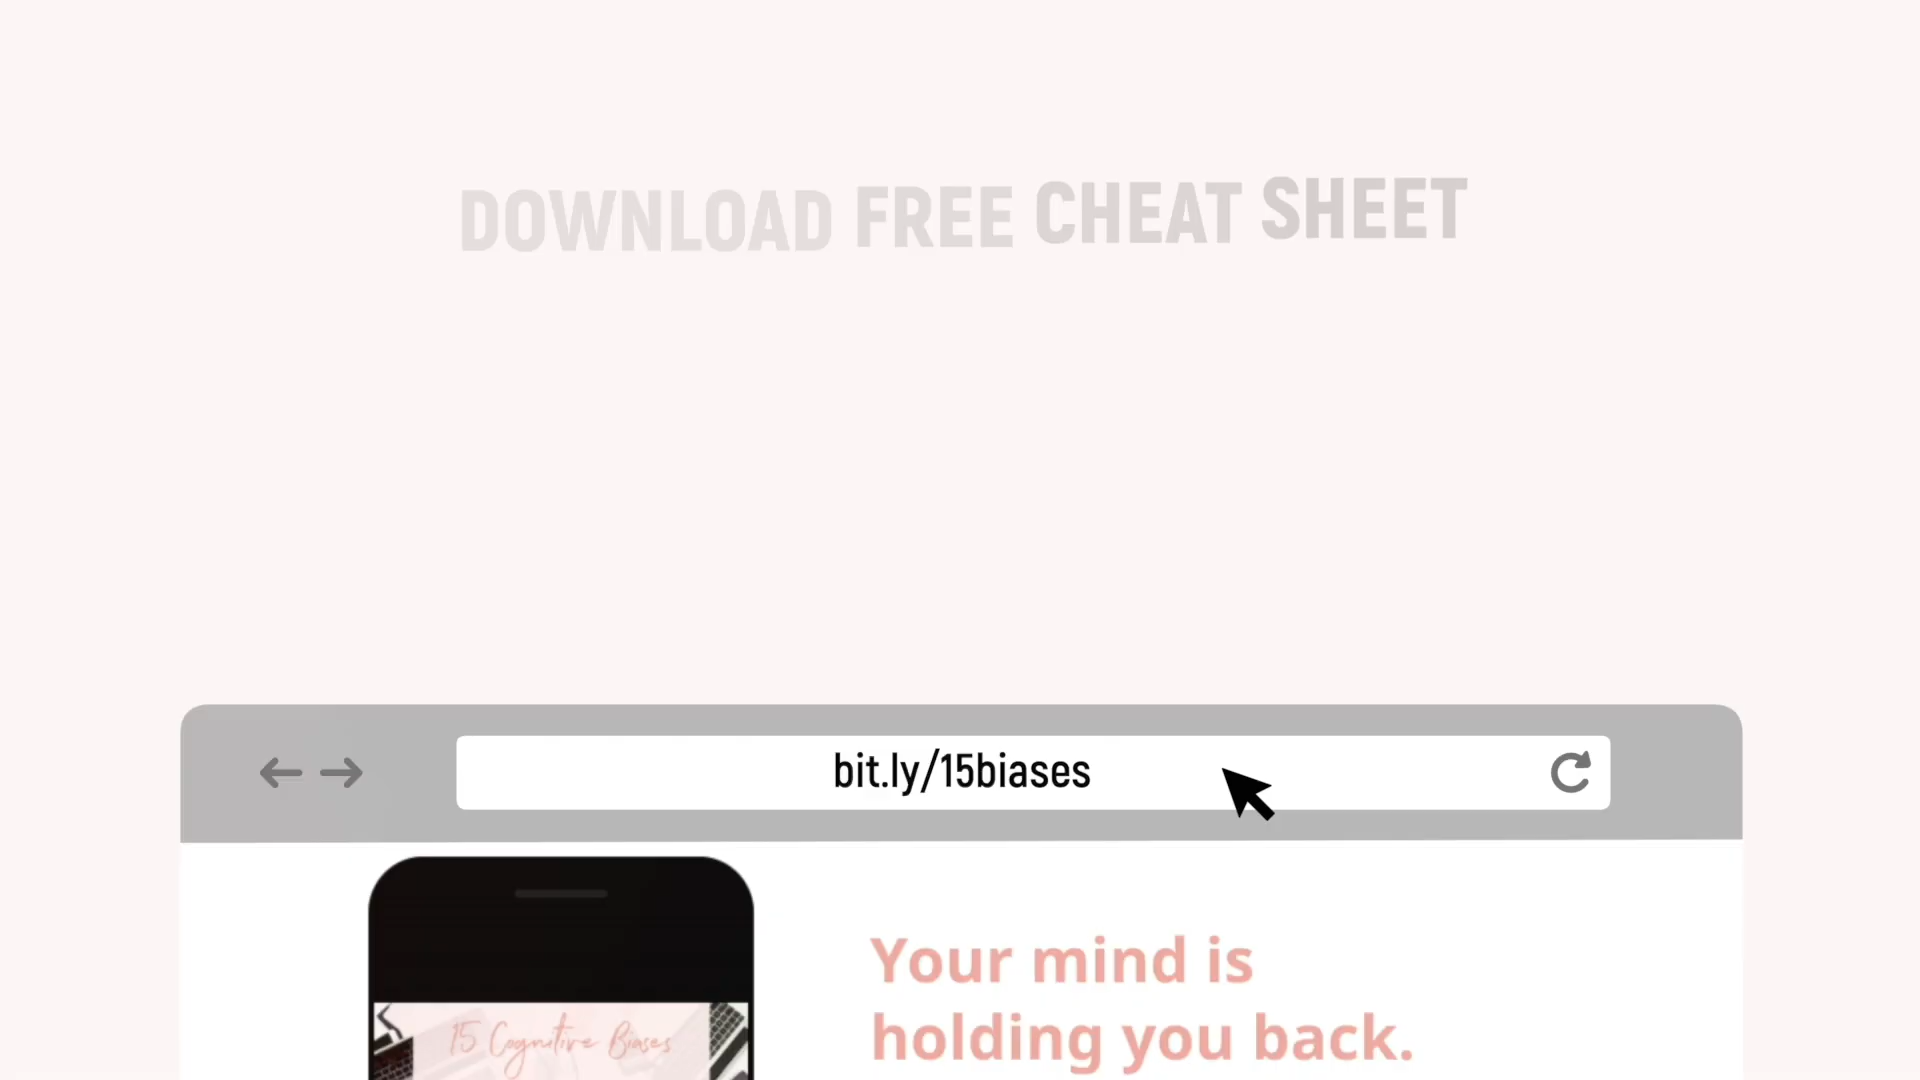 DOWNLOAD FREE CHEAT SHEET
bit.ly/15biases
15 Cognitive Biases
Your mind is
holding you back.